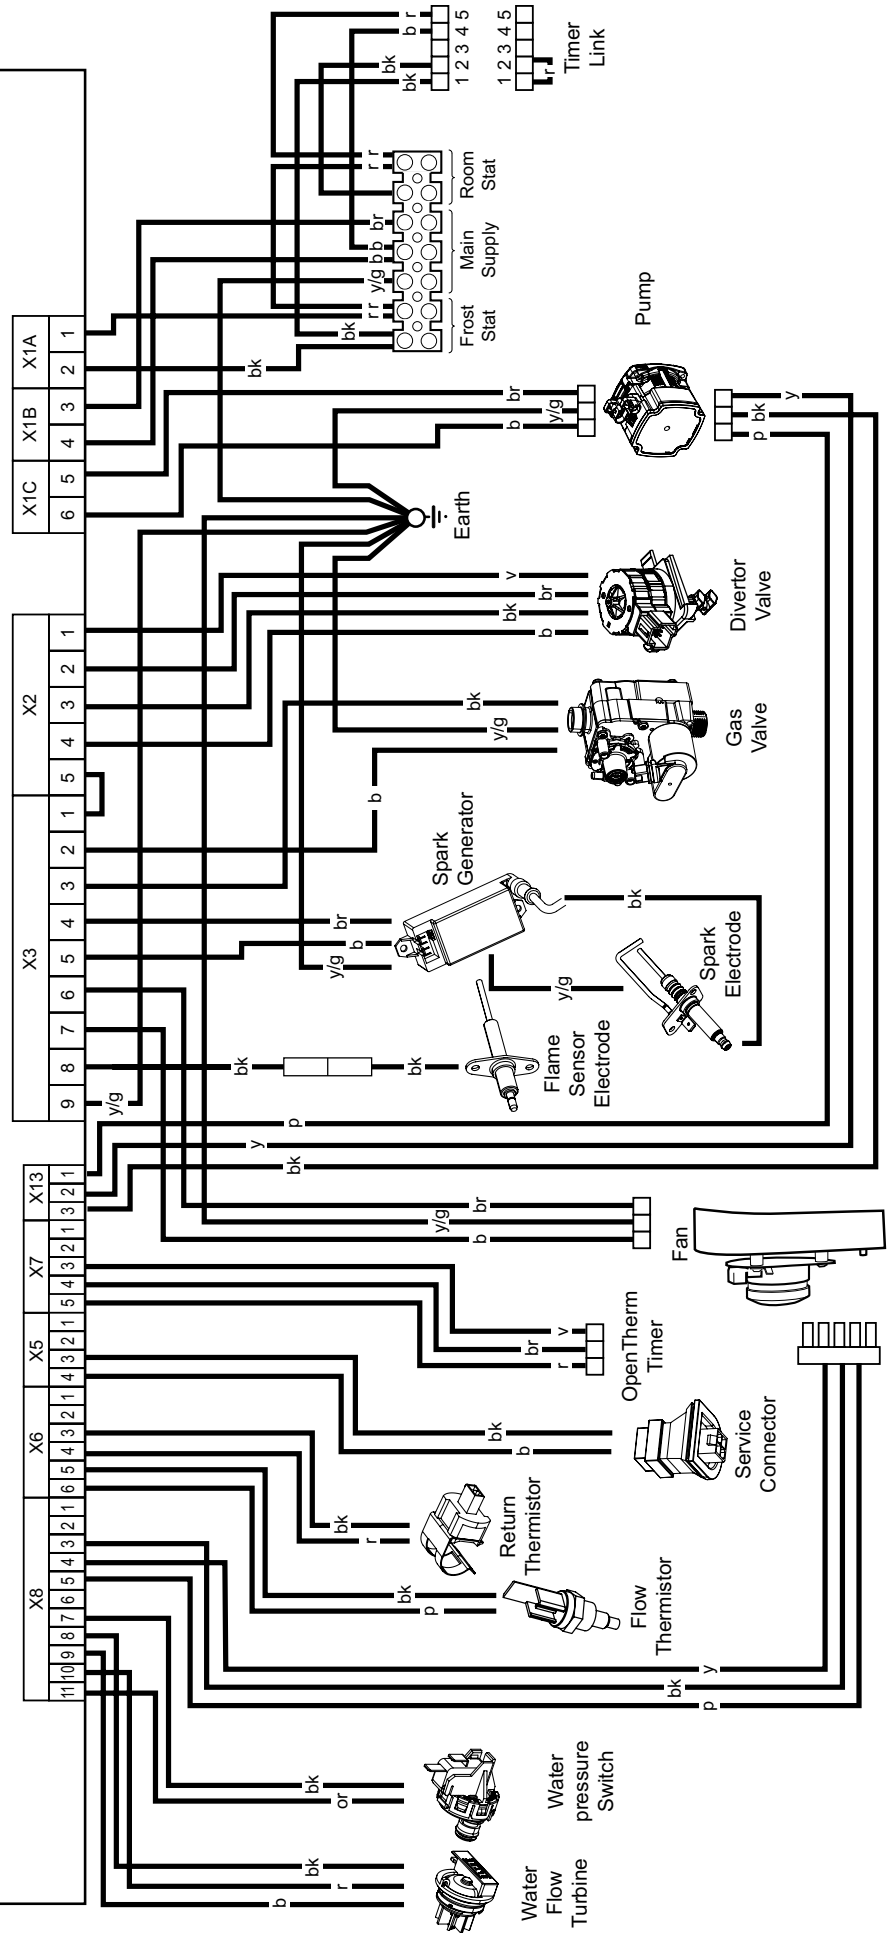 X1A
1
2
X1B
3
4
X1C
5
6
X2
1
2
3
4
5
X3
1
2
3
4
5
6
7
8
9
X13
1
2
3
X7
1
2
3
4
5
X5
1
2
3
4
X6
1
2
3
4
5
6
X8
1
2
3
4
5
6
7
8
9
10
11
r
b
bk
bk
1 2 3 4 5
1 2 3 4 5
r
Timer
Link
r r
br
b b
y/g
r r
bk
bk
Room
Stat
Main
Supply
Frost
Stat
br
y/g
b
Pump
y
bk
p
Earth
v
br
bk
b
Divertor
Valve
bk
y/g
b
Gas
Valve
Spark
Generator
br
b
y/g
bk
y/g
Spark
Electrode
bk
bk
Flame
Sensor
Electrode
y/g
p
y
bk
br
y/g
b
Fan
v
br
r
OpenTherm
Timer
bk
b
Service
Connector
bk
r
Return
Thermistor
bk
p
Flow
Thermistor
y
bk
p
bk
or
Water
pressure
Switch
bk
r
b
Water
Flow
Turbine